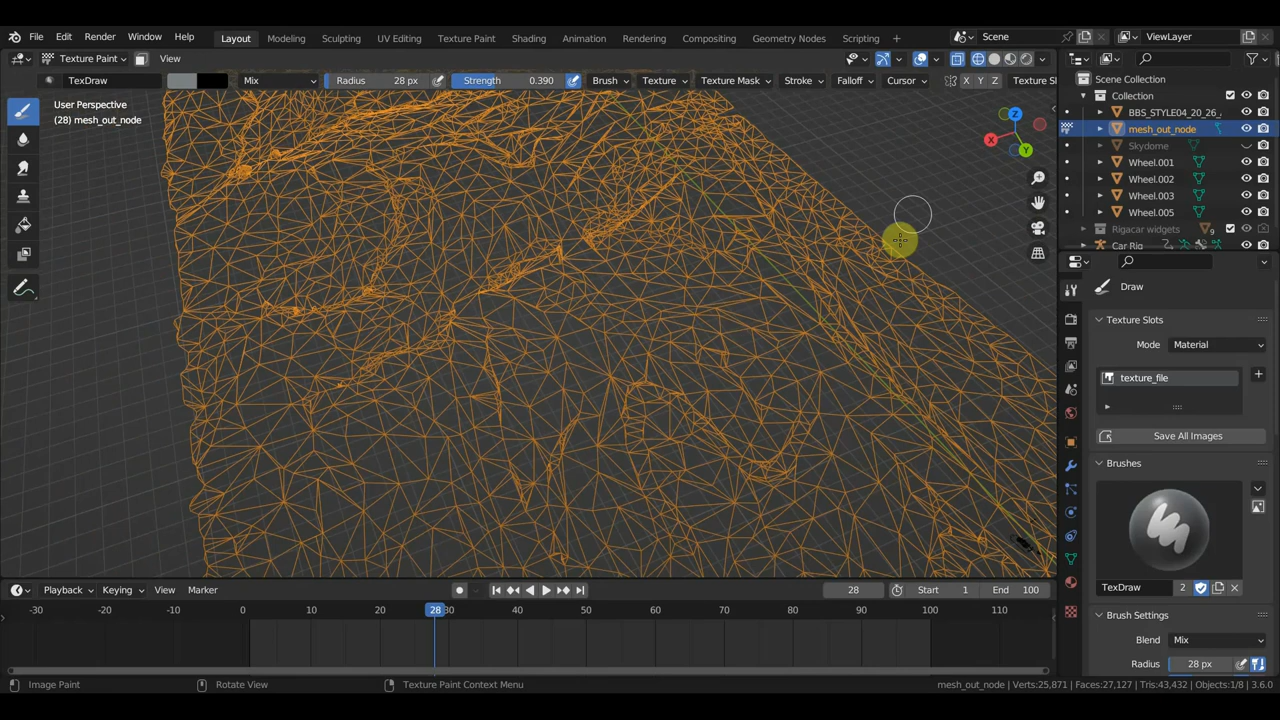 File Edit Render Window Help Layout Modeling Sculpting UV Editing Texture Paint Shading Animation Rendering Compositing Geometry Nodes Scripting + Scene ViewLayer
Texture Paint View
TexDraw Mix Radius 28 px Strength 0.390 Brush Texture Texture Mask Stroke Falloff Cursor X Y Z Texture Sl
User Perspective
(28) mesh_out_node
Z
X
Y
Scene Collection
Collection
BBS_STYLE04_20_26_
mesh_out_node
Skydome
Wheel.001
Wheel.002
Wheel.003
Wheel.005
Rigacar widgets 9
Car Rig
Draw
Texture Slots
Mode Material
texture_file
Save All Images
Brushes
TexDraw 2
Brush Settings
Blend Mix
Radius 28 px
Playback Keying View Marker 28 Start 1 End 100
-30 -20 -10 0 10 20 28 30 40 50 60 70 80 90 100 110
Image Paint Rotate View Texture Paint Context Menu mesh_out_node | Verts:25,871 | Faces:27,127 | Tris:43,432 | Objects:1/8 | 3.6.0